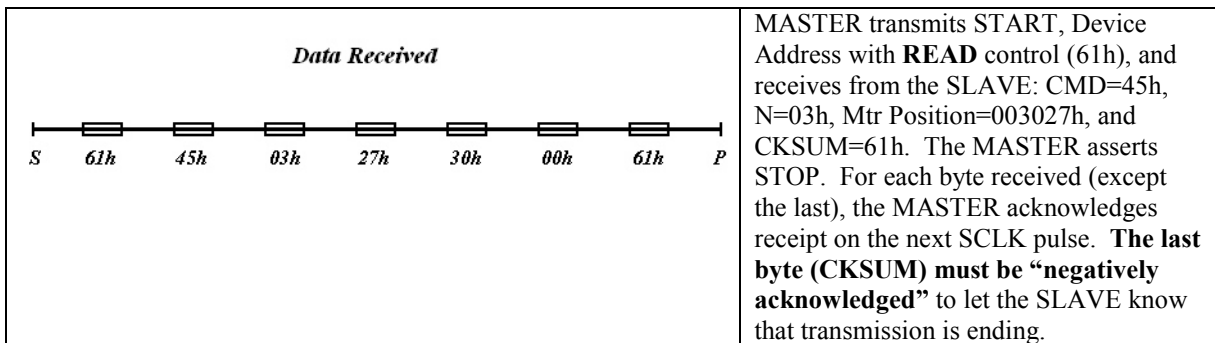 Data Received
S 61h 45h 03h 27h 30h 00h 61h P
MASTER transmits START, Device
Address with READ control (61h), and
receives from the SLAVE: CMD=45h,
N=03h, Mtr Position=003027h, and
CKSUM=61h. The MASTER asserts
STOP. For each byte received (except
the last), the MASTER acknowledges
receipt on the next SCLK pulse. The last
byte (CKSUM) must be “negatively
acknowledged” to let the SLAVE know
that transmission is ending.